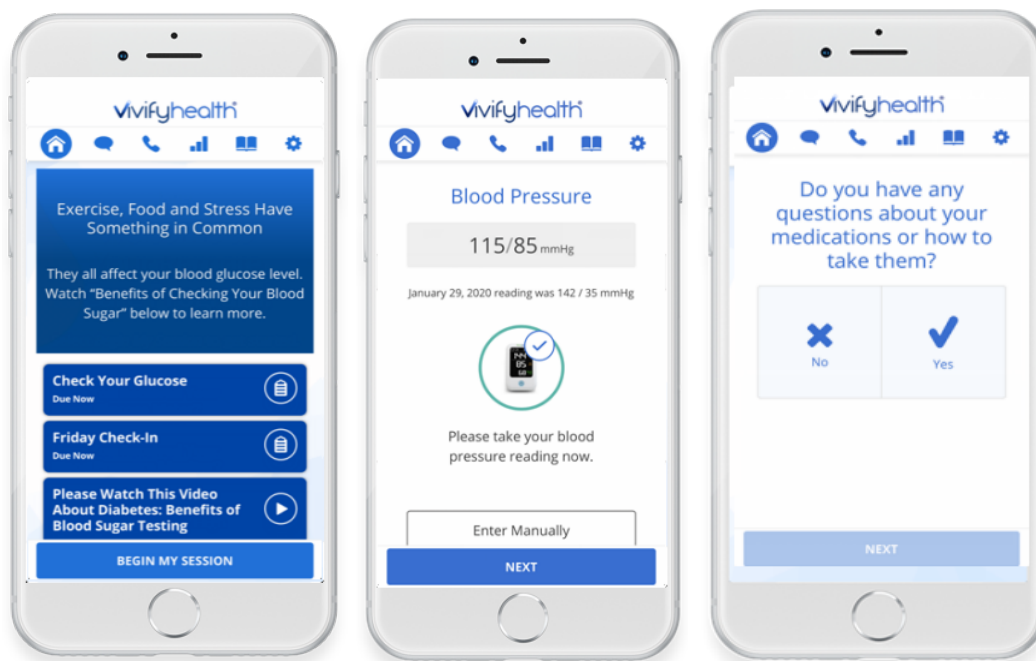 vivifyhealth
Exercise, Food and Stress Have
Something in Common
They all affect your blood glucose level.
Watch “Benefits of Checking Your Blood
Sugar” below to learn more.
Check Your Glucose
Due Now
Friday Check-In
Due Now
Please Watch This Video
About Diabetes: Benefits of
Blood Sugar Testing
BEGIN MY SESSION
vivifyhealth
Blood Pressure
115/85 mmHg
January 29, 2020 reading was 142 / 35 mmHg
144
85
Please take your blood
pressure reading now.
Enter Manually
NEXT
vivifyhealth
Do you have any
questions about your
medications or how to
take them?
No
Yes
NEXT